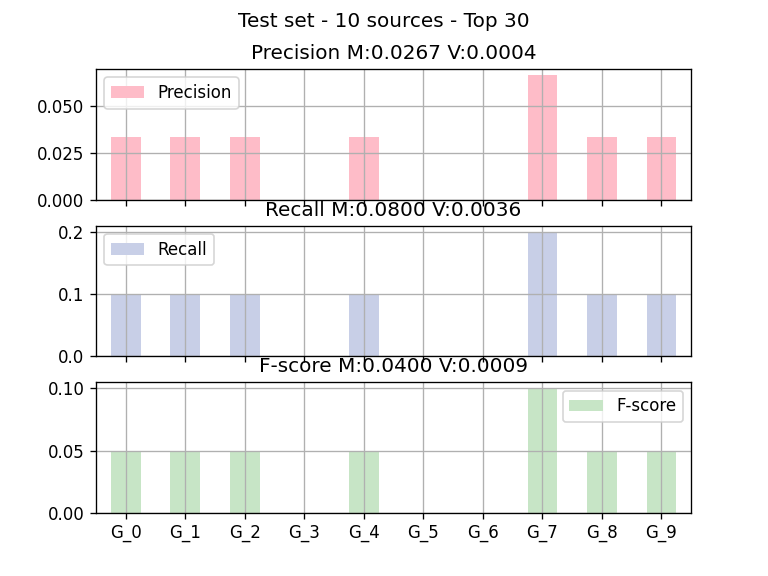 Test set - 10 sources - Top 30
Precision M:0.0267 V:0.0004
Precision
0.050
0.025
0.000
Recall M:0.0800 V:0.0036
Recall
0.2
0.1
0.0
F-score M:0.0400 V:0.0009
F-score
0.10
0.05
0.00
G_0 G_1 G_2 G_3 G_4 G_5 G_6 G_7 G_8 G_9